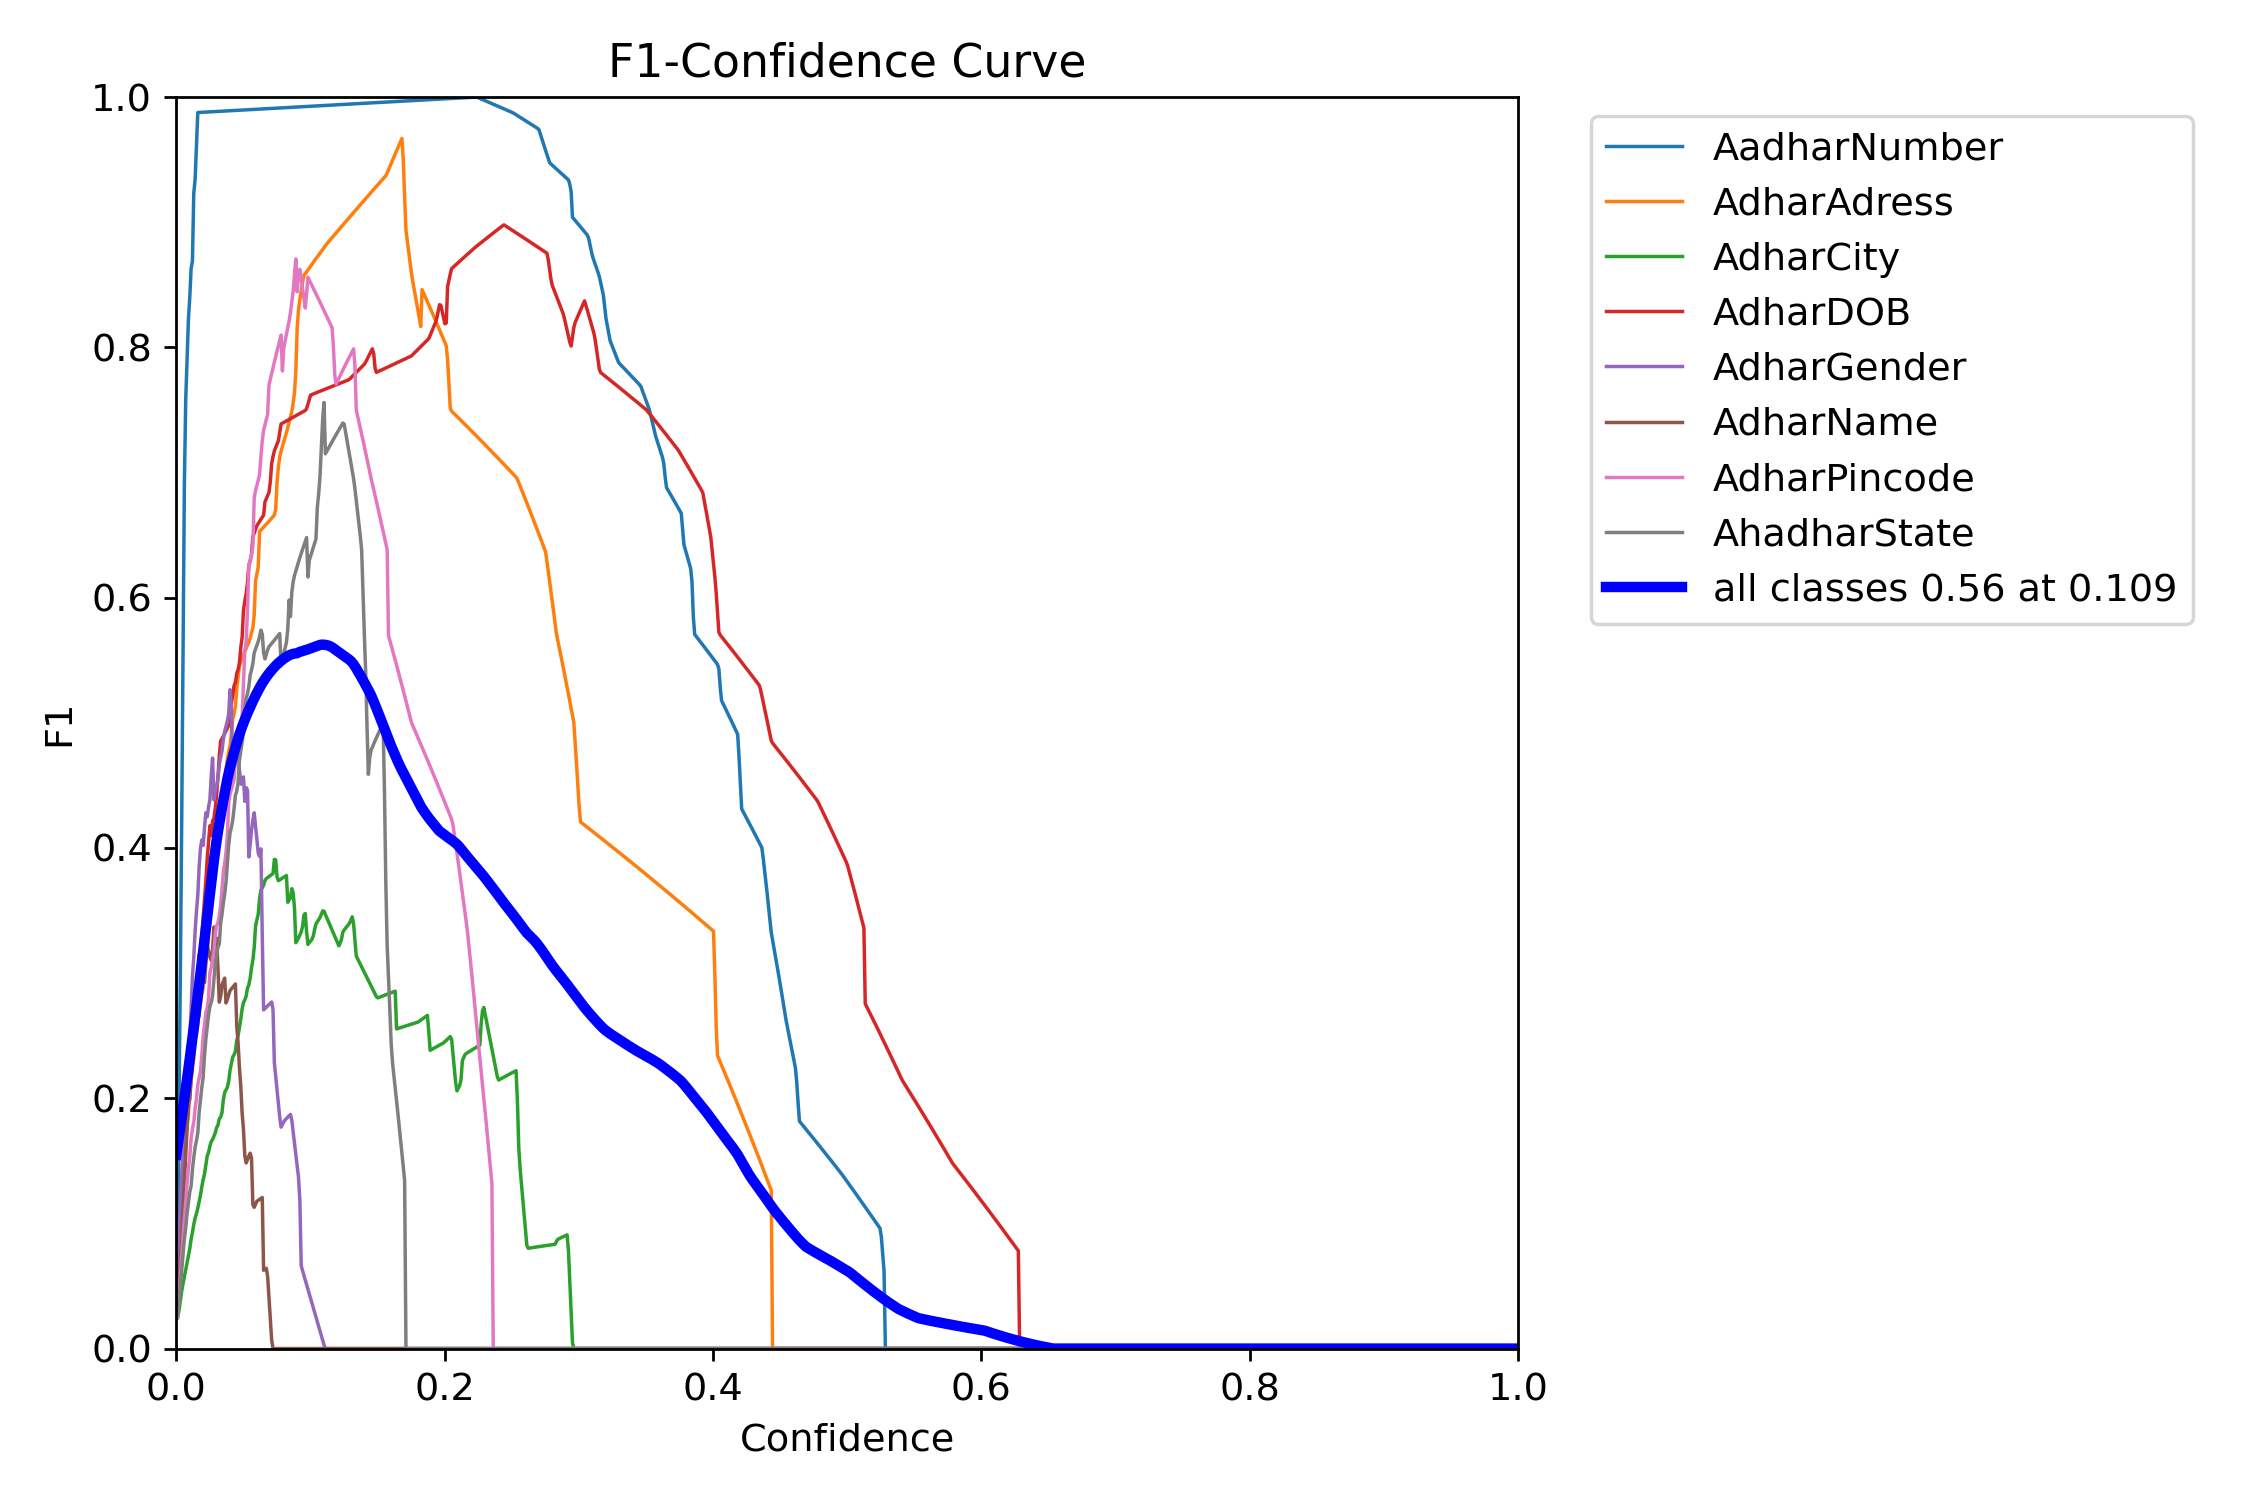 F1-Confidence Curve
1.0
0.8
0.6
0.4
0.2
0.0
F1
0.0 0.2 0.4 0.6 0.8 1.0
Confidence
AadharNumber
AdharAdress
AdharCity
AdharDOB
AdharGender
AdharName
AdharPincode
AhadharState
all classes 0.56 at 0.109